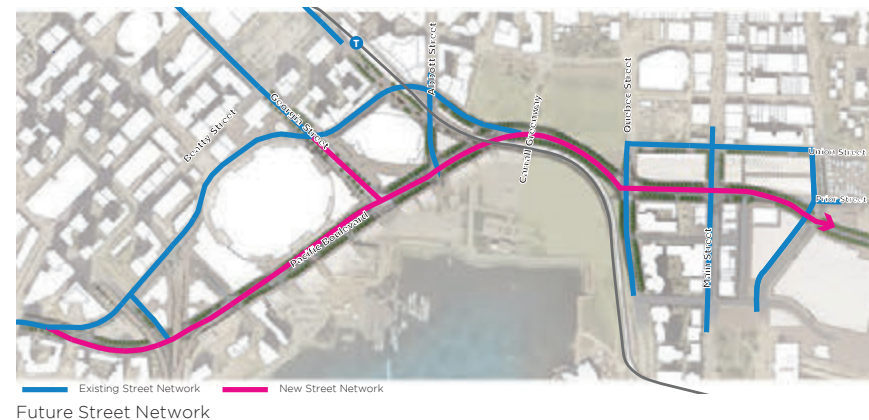 T
Abbott Street
Quebec Street
Georgia Street
Beatty Street
Carrall Greenway
Union Street
Prior Street
Pacific Boulevard
Main Street
Existing Street Network
New Street Network
Future Street Network